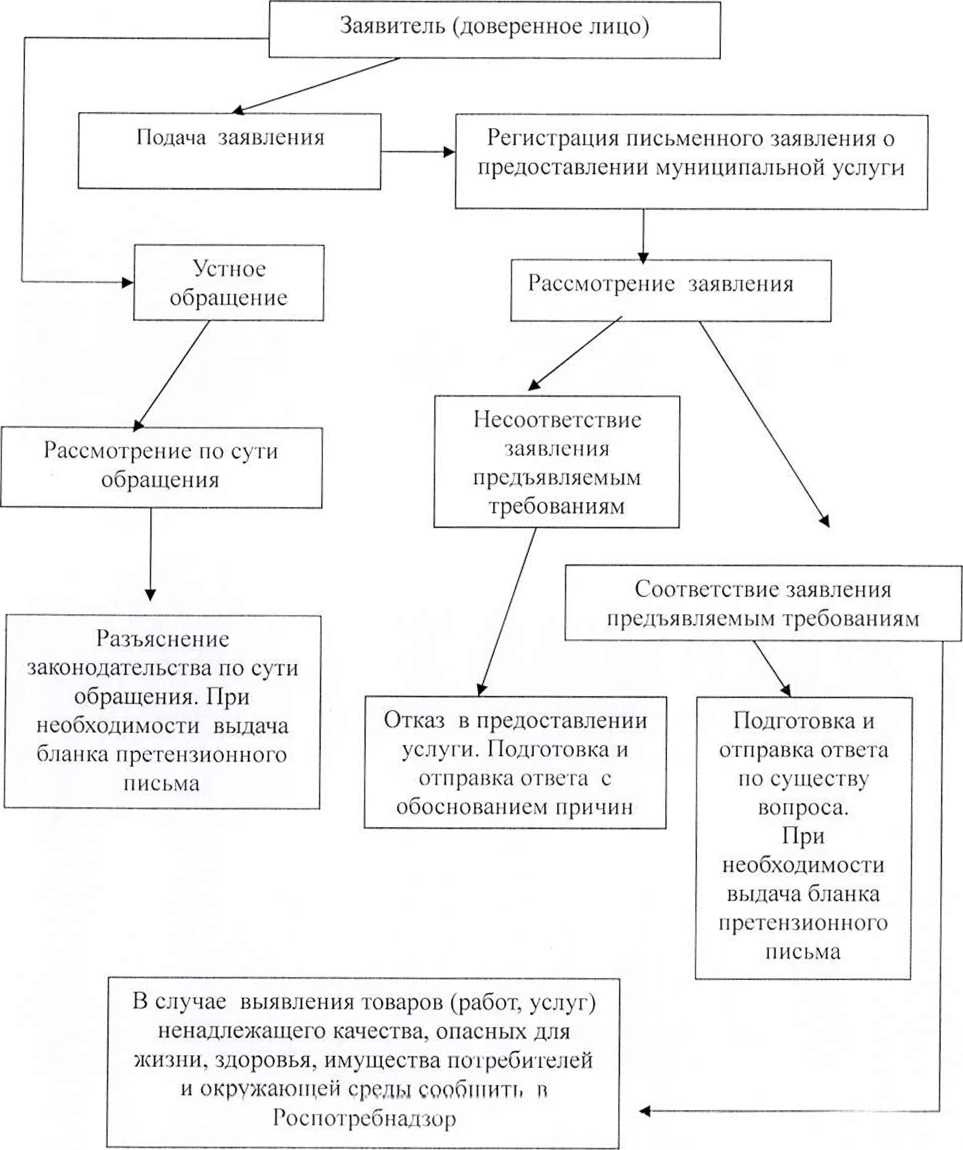 Заявитель (доверенное лицо)
Подача заявления
Регистрация письменного заявления о
предоставлении муниципальной услуги
Устное
обращение
Рассмотрение заявления
Несоответствие
заявления
предъявляемым
требованиям
Рассмотрение по сути
обращения
Соответствие заявления
предъявляемым требованиям
Разъяснение
законодательства по сути
обращения. При
необходимости выдача
бланка претензионного
письма
Отказ в предоставлении
услуги. Подготовка и
отправка ответа с
обоснованием причин
Подготовка и
отправка ответа
по существу
вопроса.
При
необходимости
выдача бланка
претензионного
письма
В случае выявления товаров (работ, услуг)
ненадлежащего качества, опасных для
жизни, здоровья, имущества потребителей
и окружающей среды сообщить в
Роспотребнадзор